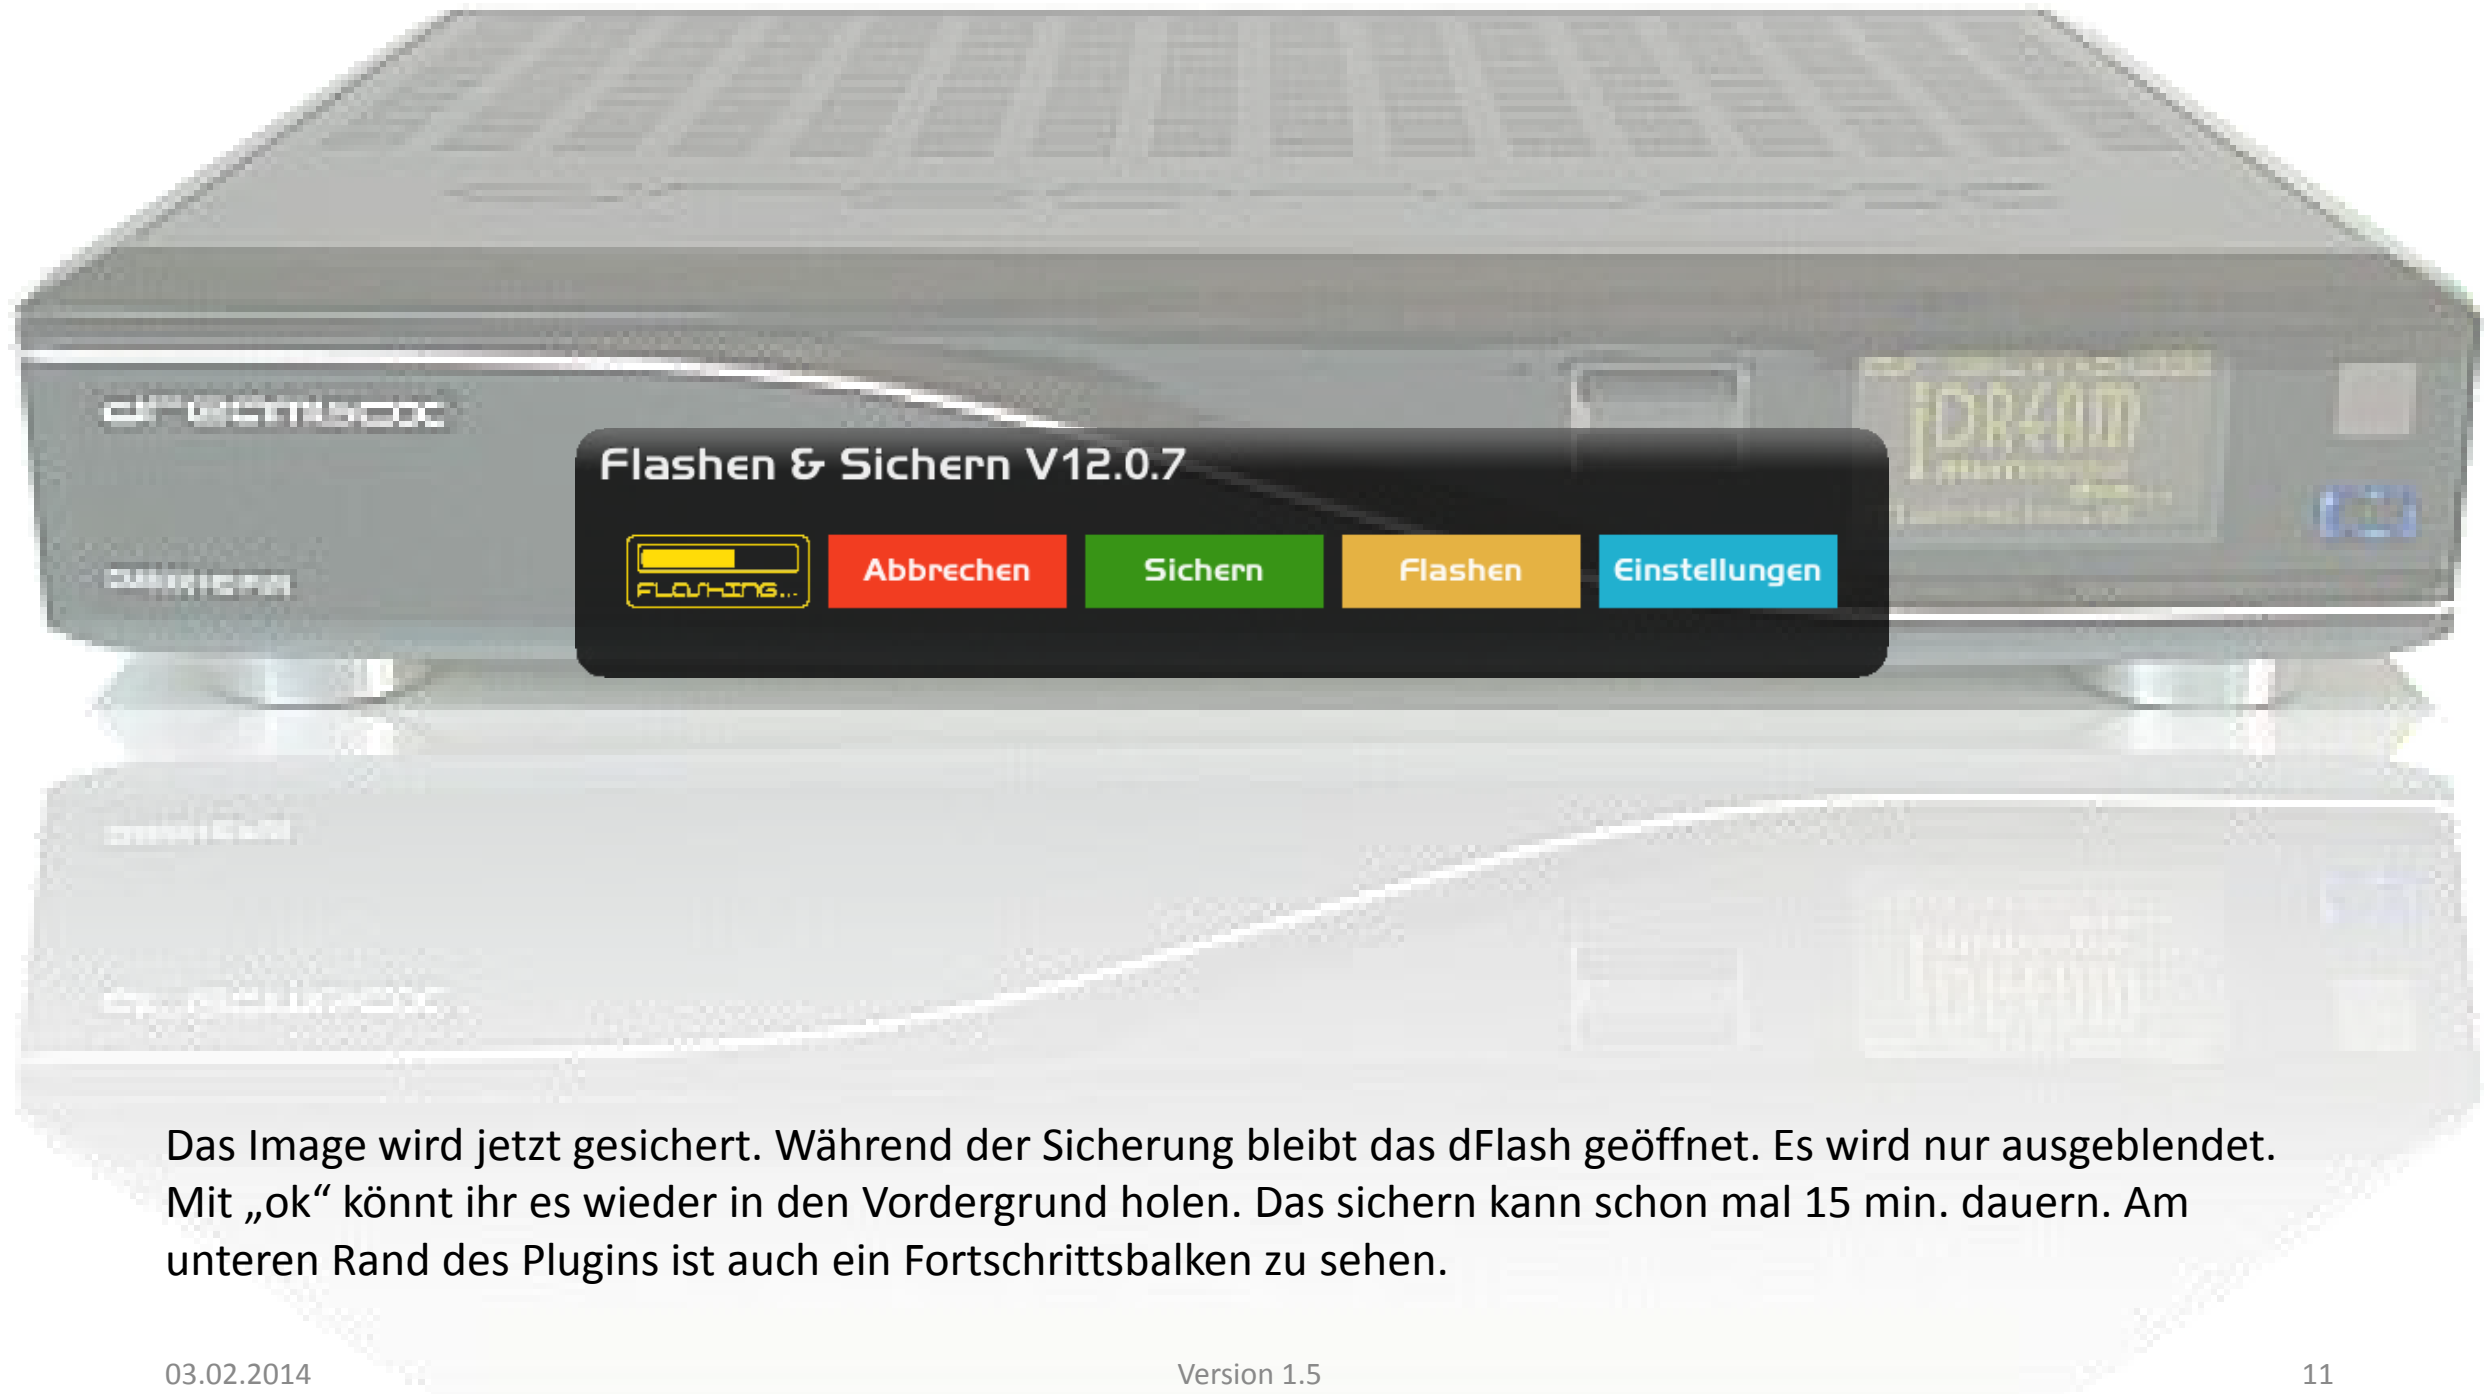 dreambox
iDREAM
Flashen & Sichern V12.0.7
FLASHING...
Abbrechen
Sichern
Flashen
Einstellungen
Das Image wird jetzt gesichert. Während der Sicherung bleibt das dFlash geöffnet. Es wird nur ausgeblendet.
Mit „ok“ könnt ihr es wieder in den Vordergrund holen. Das sichern kann schon mal 15 min. dauern. Am
unteren Rand des Plugins ist auch ein Fortschrittsbalken zu sehen.
03.02.2014
Version 1.5
11